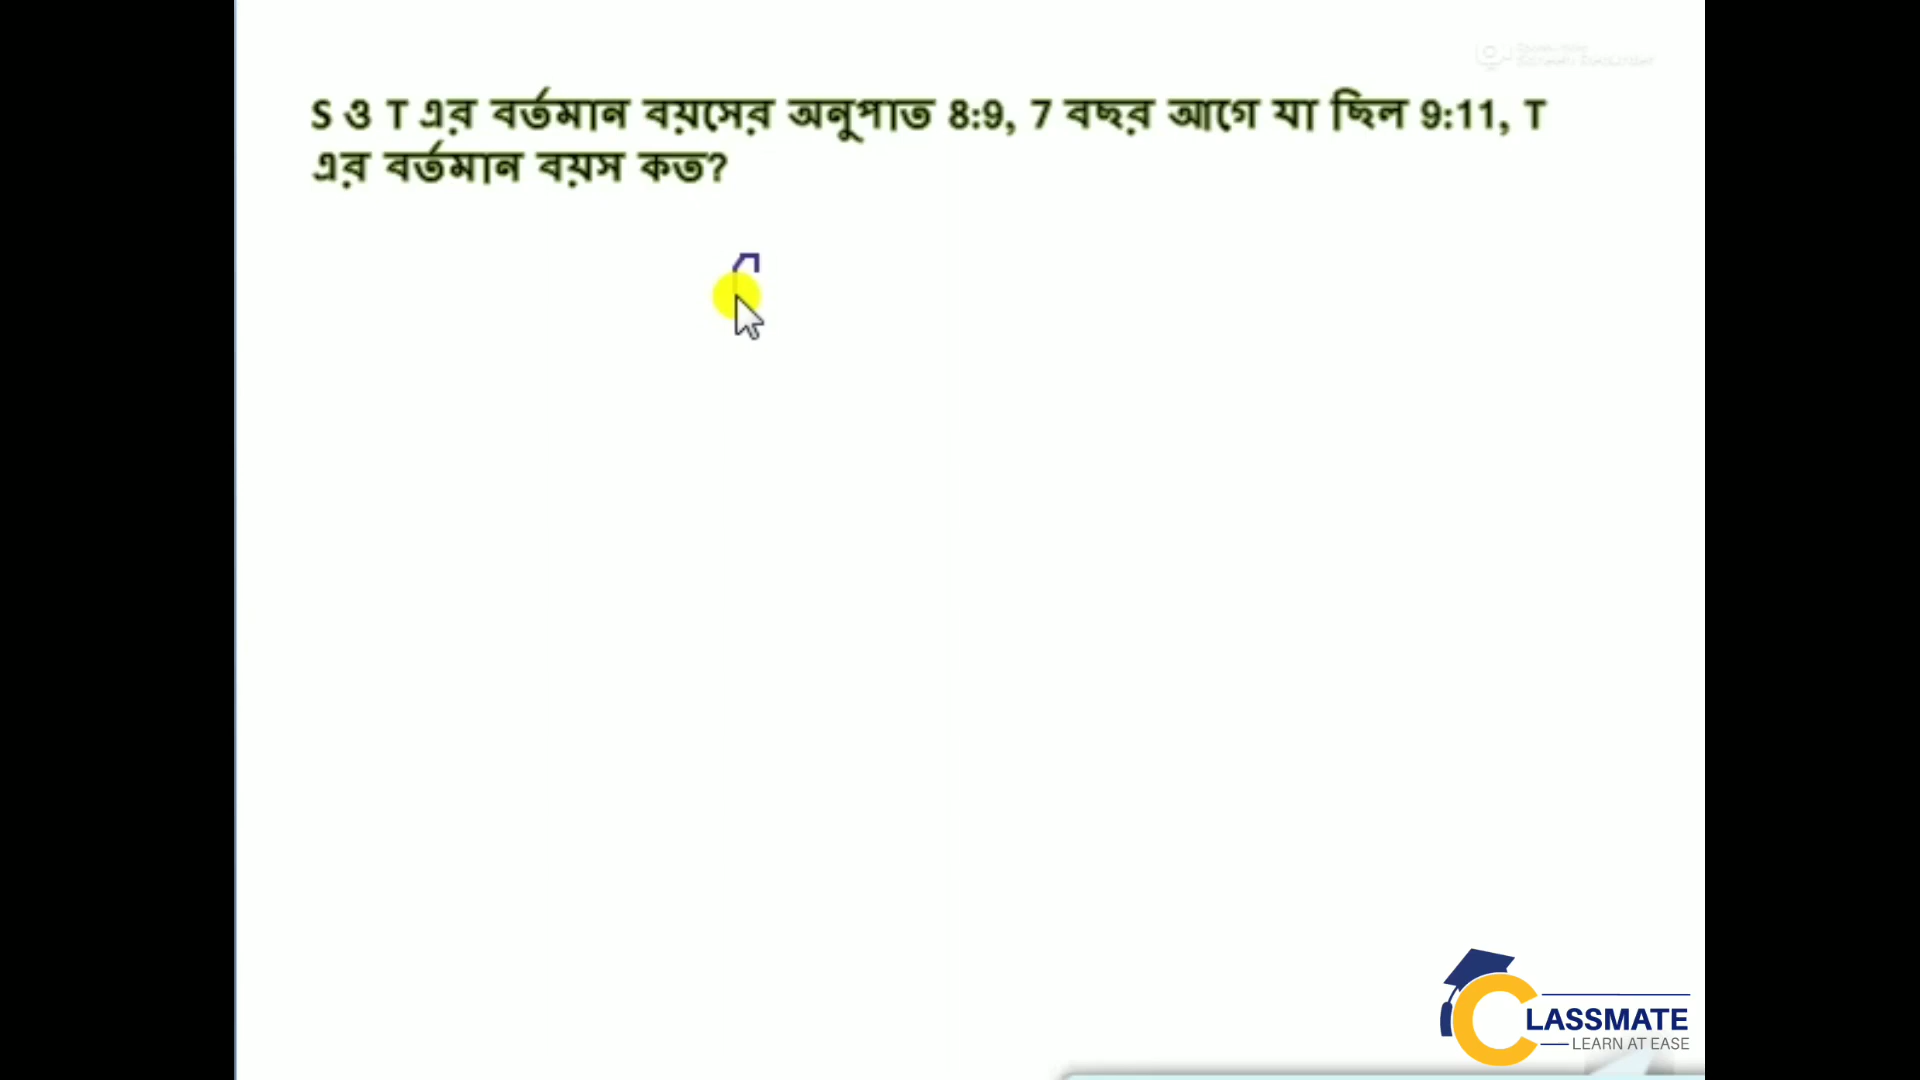 S ও T এর বর্তমান বয়সের অনুপাত 8:9, 7 বছর আগে যা ছিল 9:11, T
এর বর্তমান বয়স কত?
CLASSMATE
LEARN AT EASE